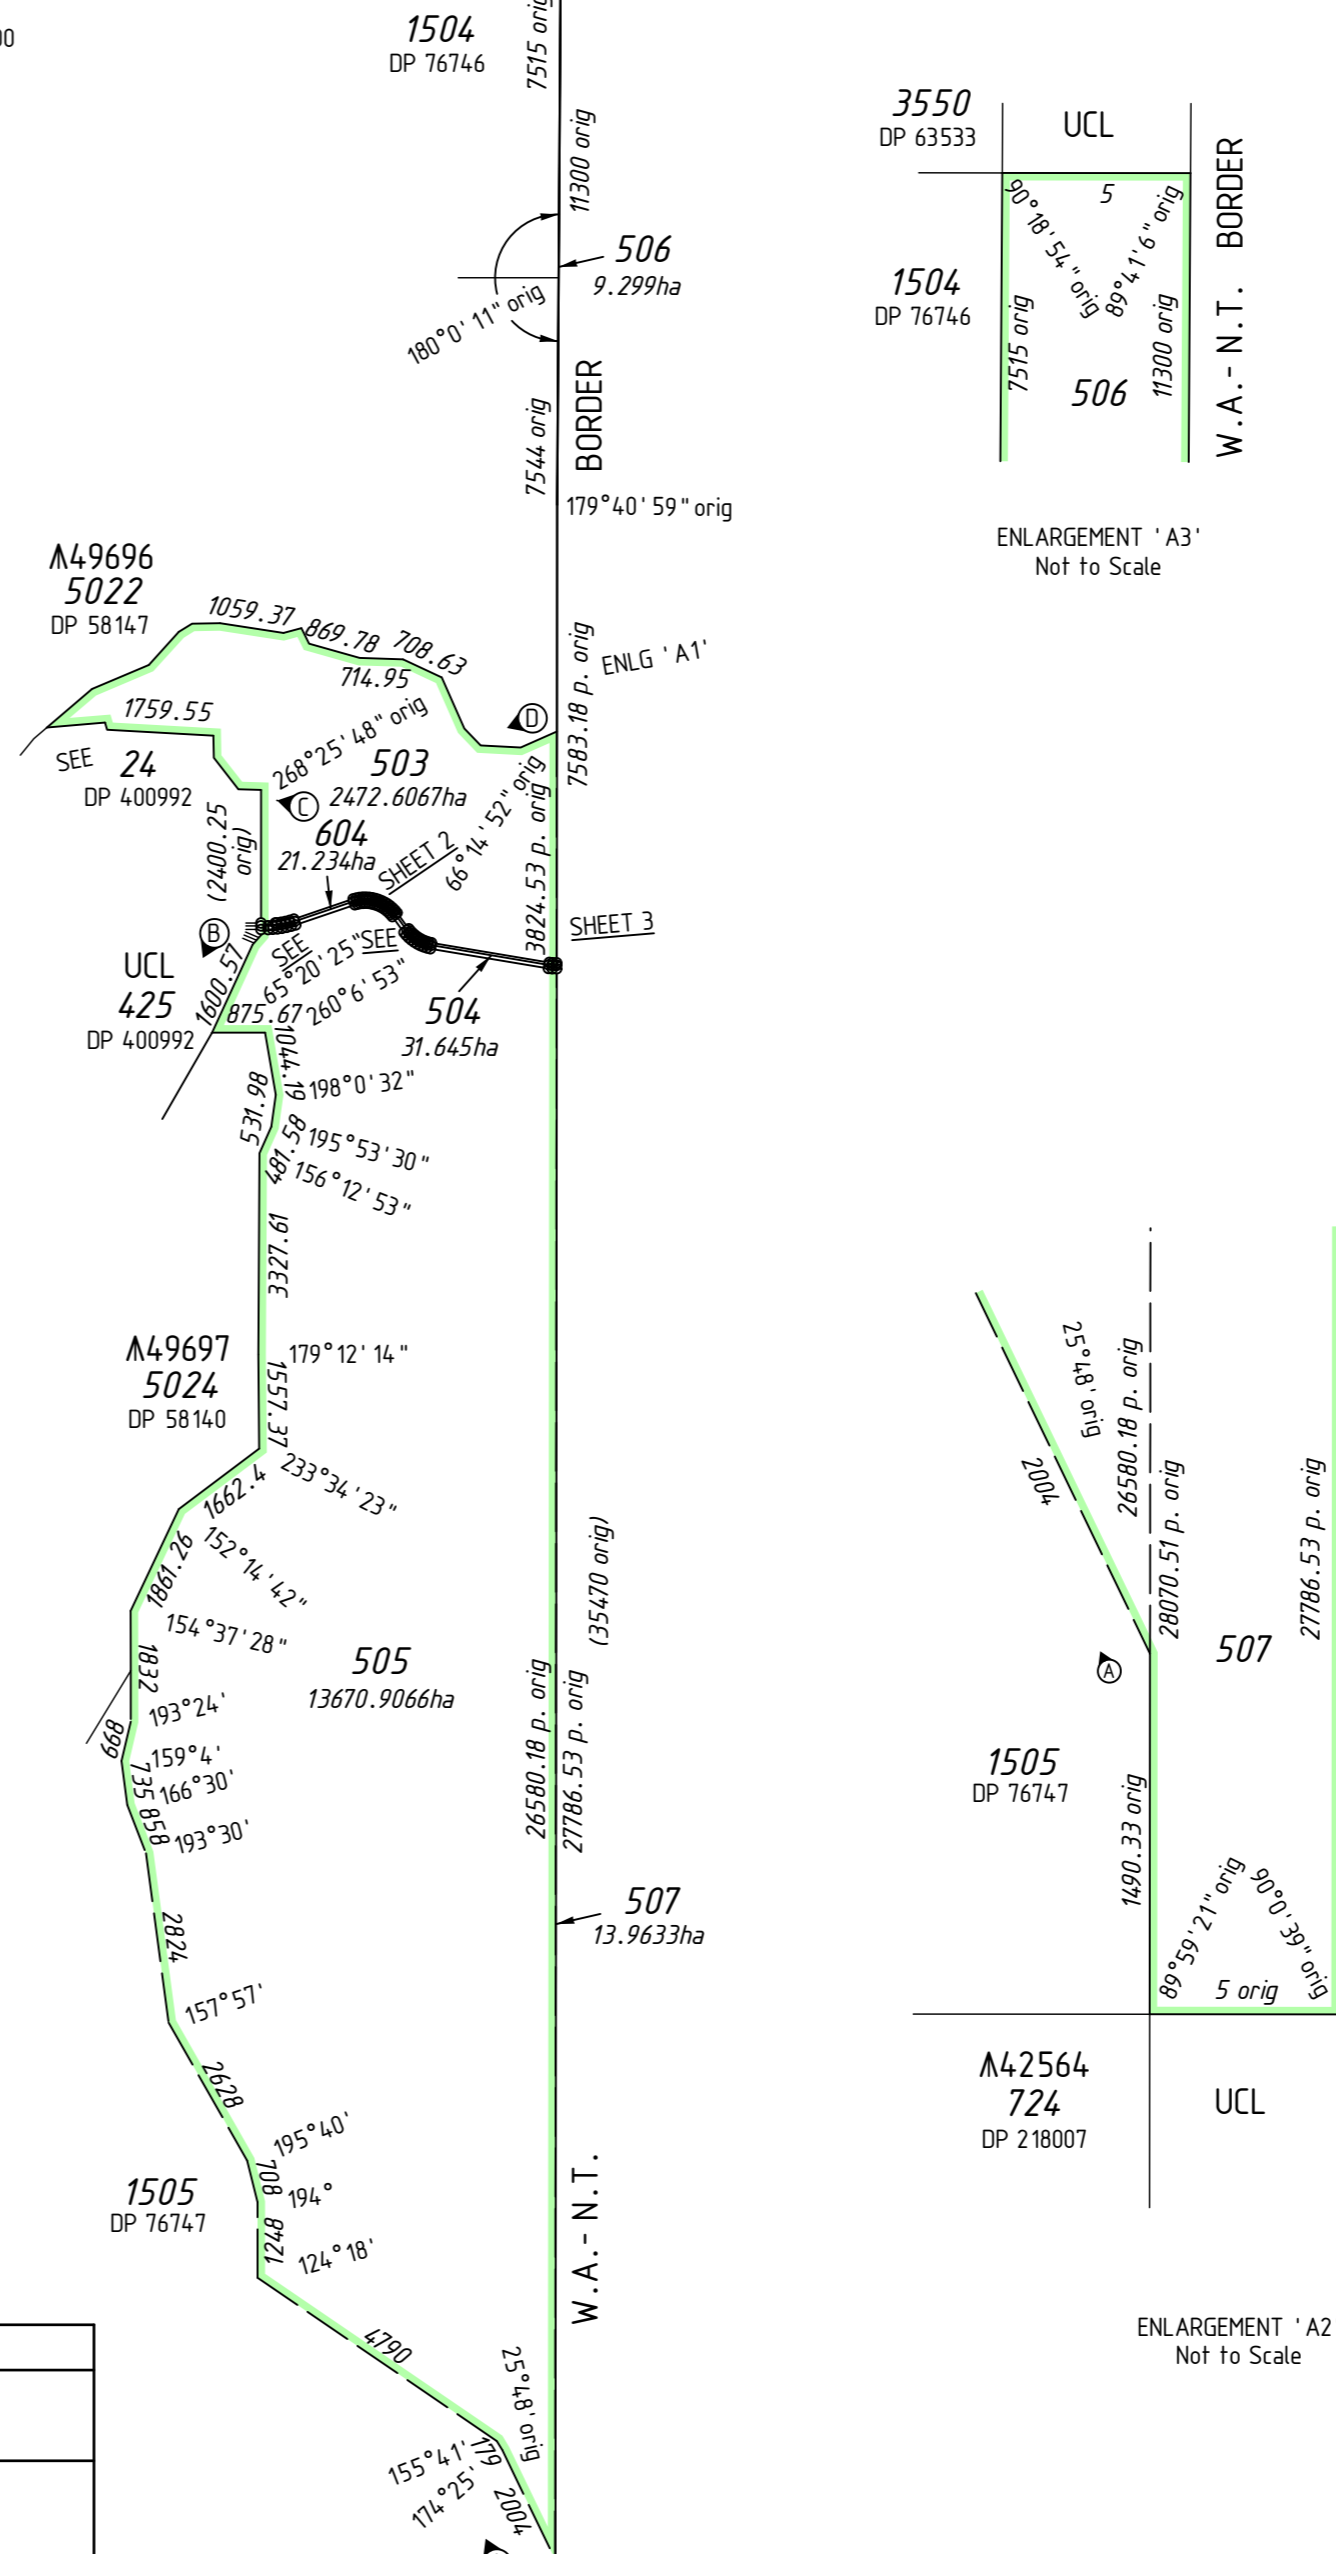 00
1504
DP 76746
7515 orig
11300 orig
506
9.299ha
180°0'11" orig
7544 orig
BORDER
179°40'59" orig
3550
DP 63533
UCL
5
90°18'54" orig
89°41'6" orig
1504
DP 76746
7515 orig
506
11300 orig
W.A.-N.T. BORDER
ENLARGEMENT 'A3'
Not to Scale
⩚49696
5022
DP 58147
1059.37
869.78
708.63
714.95
1759.55
SEE 24
DP 400992
268°25'48" orig
D
7583.18 p. orig
ENLG 'A1'
503
2472.6067ha
C
(2400.25
orig)
604
21.234ha
SHEET 2
66°14'52" orig
3824.53 p. orig
SHEET 3
B
UCL
425
DP 400992
1600.57
SEE
65°20'25"
SEE
875.67
260°6'53"
504
31.645ha
1044.19
198°0'32"
531.98
481.58
195°53'30"
156°12'53"
3327.61
⩚49697
5024
DP 58140
179°12'14"
1557.37
233°34'23"
1662.4
152°14'42"
1861.26
154°37'28"
1832
193°24'
669
159°4'
735
166°30'
858
193°30'
505
13670.9066ha
(35470 orig)
26580.18 p. orig
27786.53 p. orig
507
13.9633ha
2824
157°57'
2628
195°40'
708
194°
1248
124°18'
1505
DP 76747
W.A.-N.T.
4790
25°48' orig
155°41'
179
174°25'
2004
25°48' orig
2004
26580.18 p. orig
28070.51 p. orig
27786.53 p. orig
507
A
1505
DP 76747
1490.33 orig
89°59'21" orig
90°0'39" orig
5 orig
⩚42564
724
DP 218007
UCL
ENLARGEMENT 'A2
Not to Scale